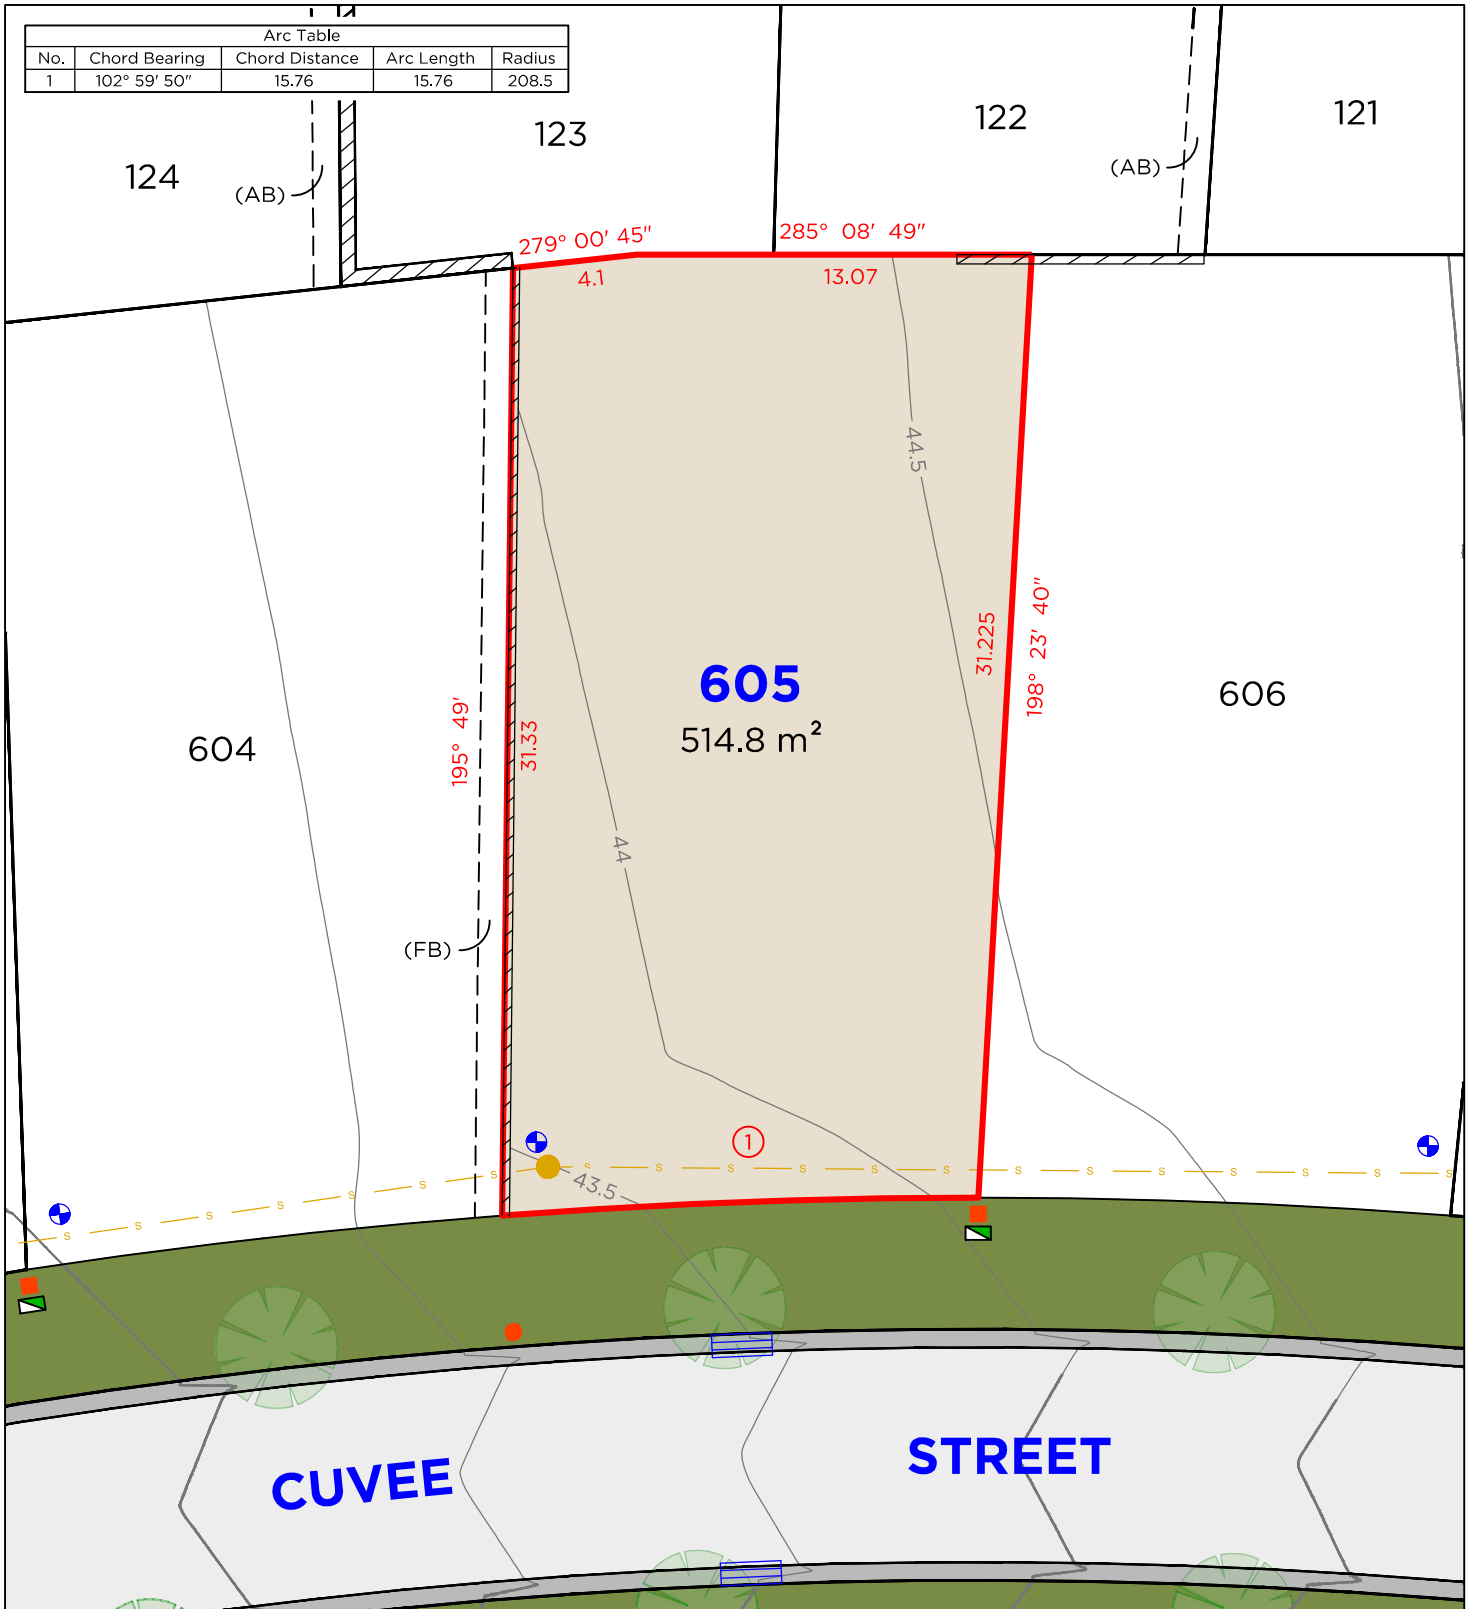 Arc Table
No. Chord Bearing Chord Distance Arc Length Radius
1 102° 59' 50" 15.76 15.76 208.5
124
(AB)
123
122
(AB)
121
279° 00' 45"
4.1
285° 08' 49"
13.07
44.5
31.225
198° 23' 40"
605
514.8 m²
606
604
195° 49'
31.33
44
(FB)
1
43.5
s s s s s s s s s s s s s s s s s s s
CUVEE STREET